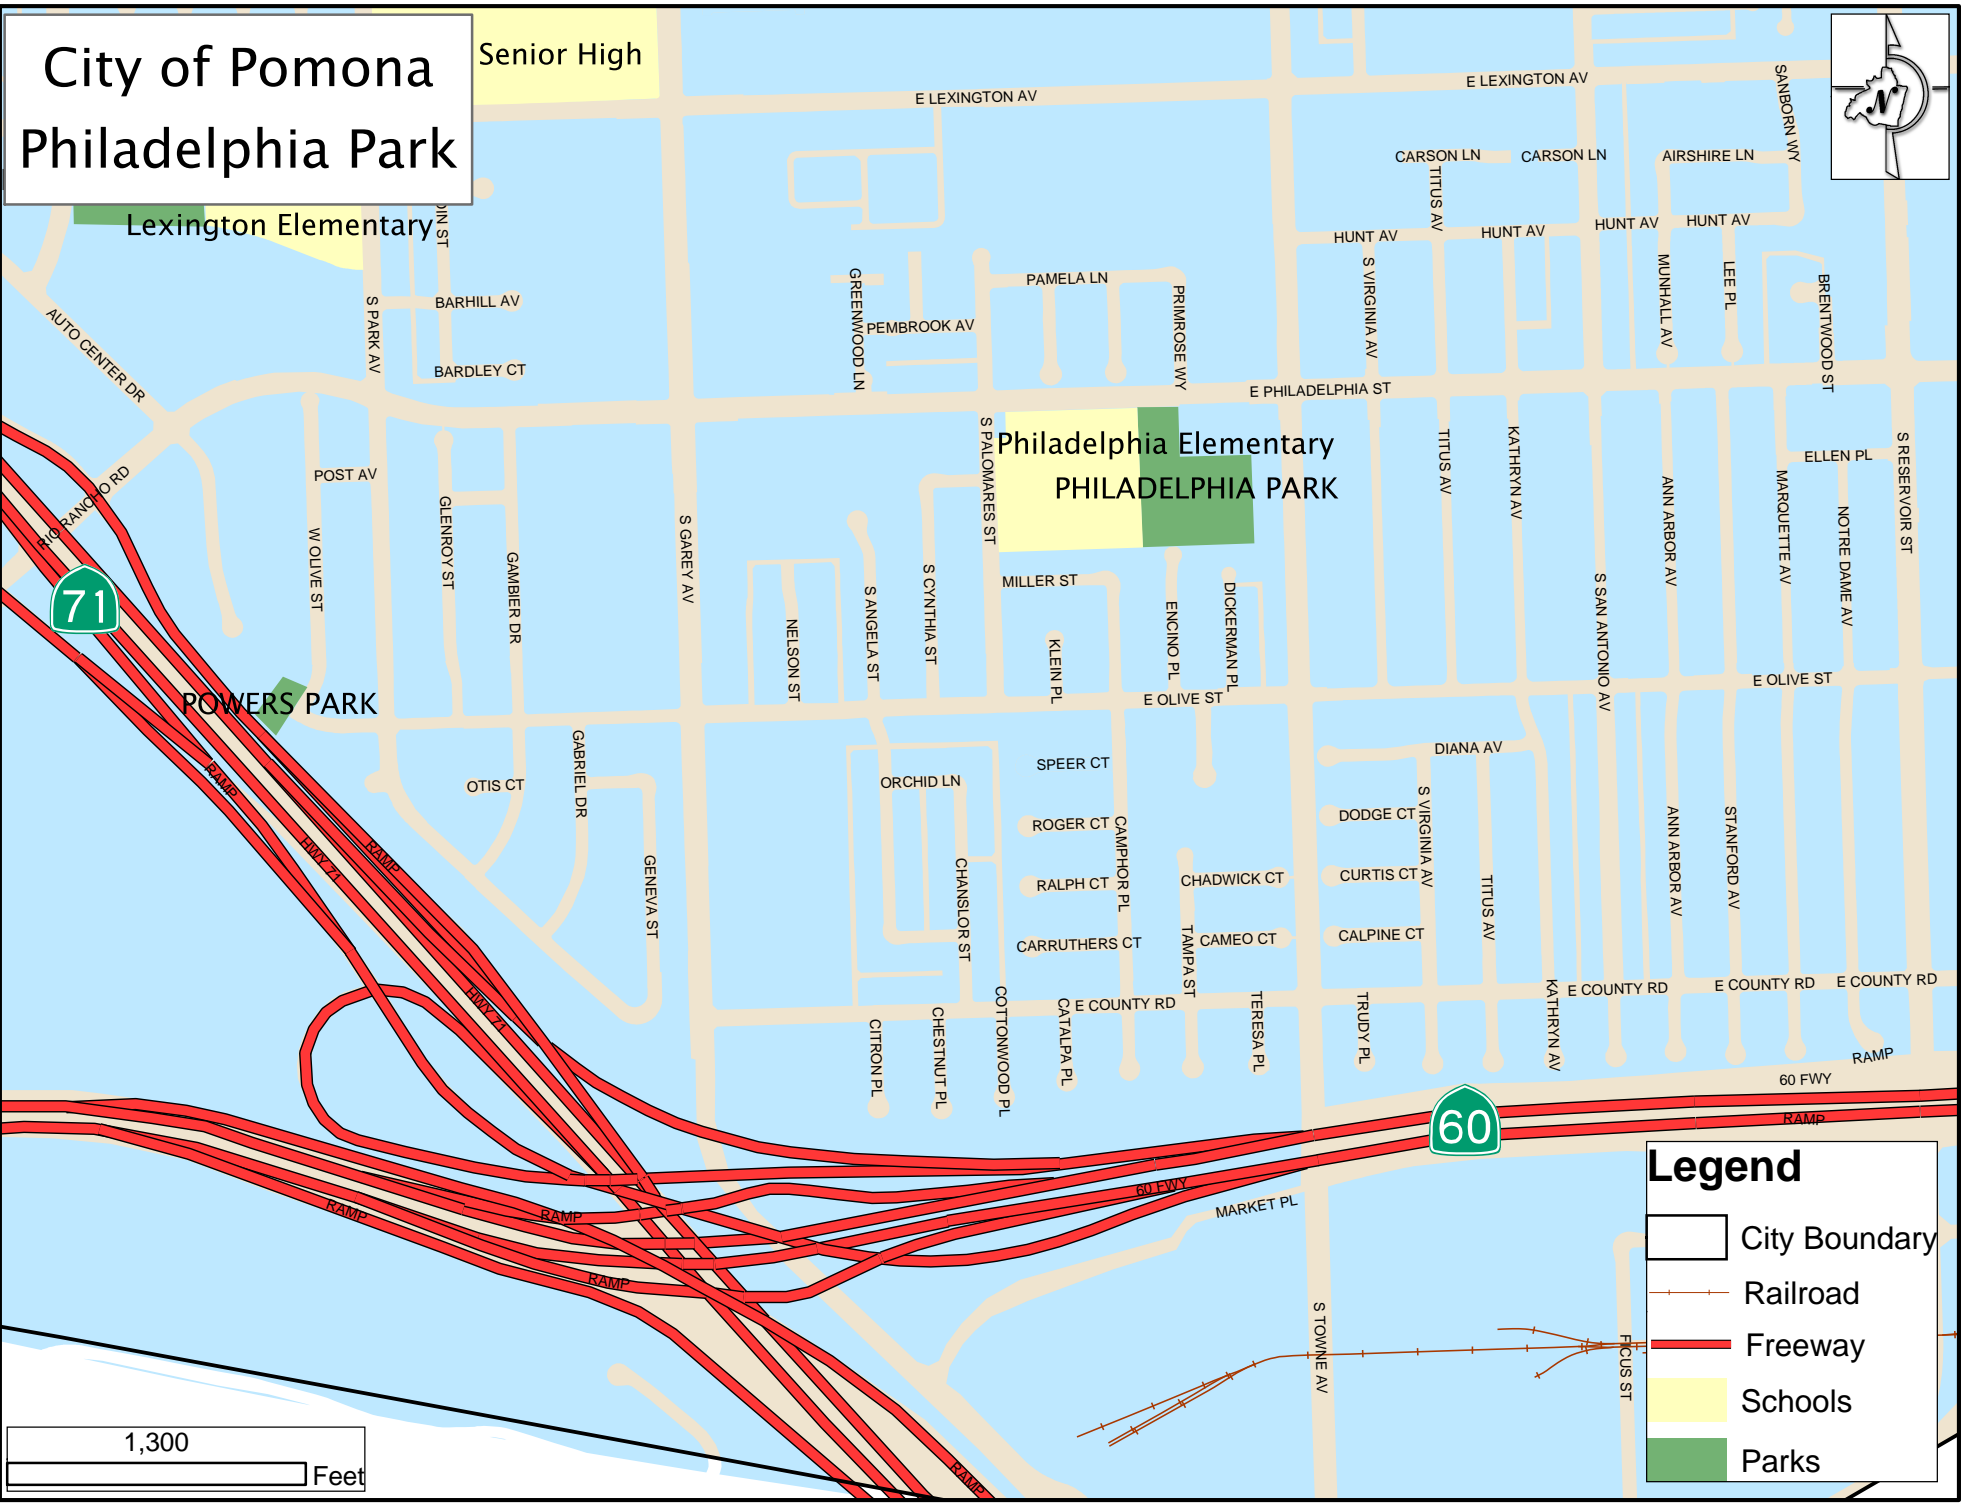 City of Pomona
Philadelphia Park
Senior High
Lexington Elementary
E LEXINGTON AV
E LEXINGTON AV
SANBORN WY
N
CARSON LN
CARSON LN
AIRSHIRE LN
TITUS AV
HUNT AV
HUNT AV
HUNT AV
HUNT AV
DIN ST
BARHILL AV
BARDLEY CT
S PARK AV
AUTO CENTER DR
RIO RANCHO RD
GREENWOOD LN
PEMBROOK AV
PAMELA LN
PRIMROSE WY
S VIRGINIA AV
MUNHALL AV
LEE PL
BRENTWOOD ST
E PHILADELPHIA ST
Philadelphia Elementary
PHILADELPHIA PARK
S PALOMARES ST
TITUS AV
KATHRYN AV
ELLEN PL
S RESERVOIR ST
POST AV
W OLIVE ST
GLENROY ST
GAMBIER DR
S GAREY AV
71
NELSON ST
S ANGELA ST
S CYNTHIA ST
MILLER ST
KLEIN PL
ENCINO PL
DICKERMAN PL
S SAN ANTONIO AV
ANN ARBOR AV
MARQUETTE AV
NOTRE DAME AV
POWERS PARK
E OLIVE ST
E OLIVE ST
RAMP
OTIS CT
GABRIEL DR
GENEVA ST
ORCHID LN
SPEER CT
DIANA AV
ROGER CT
CAMPHOR PL
DODGE CT
S VIRGINIA AV
HWY 71
RAMP
CHANSLOR ST
RALPH CT
CHADWICK CT
CURTIS CT
TITUS AV
ANN ARBOR AV
STANFORD AV
CARRUTHERS CT
TAMPA ST
CAMEO CT
CALPINE CT
HWY 71
COTTONWOOD PL
CATALPA PL
E COUNTY RD
E COUNTY RD
E COUNTY RD
E COUNTY RD
CITRON PL
CHESTNUT PL
TERESA PL
TRUDY PL
KATHRYN AV
RAMP
60 FWY
RAMP
60
60 FWY
MARKET PL
RAMP
RAMP
RAMP
S TOWNE AV
FICUS ST
RAMP
Legend
City Boundary
Railroad
Freeway
Schools
Parks
1,300
Feet